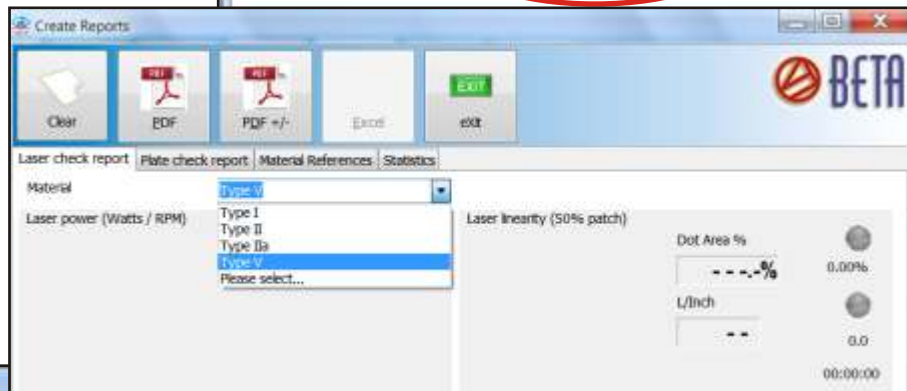 Create Reports
Clear
PDF
PDF +/-
Excel
EXIT
exit
BETA
Laser check report Plate check report Material References Statistics
Material
Type V
Laser power (Watts / RPM)
Type I
Type II
Type IIa
Type V
Please select...
Laser linearity (50% patch)
Dot Area %
- - -.-%
0.00%
L/Inch
- -
0.0
00:00:00